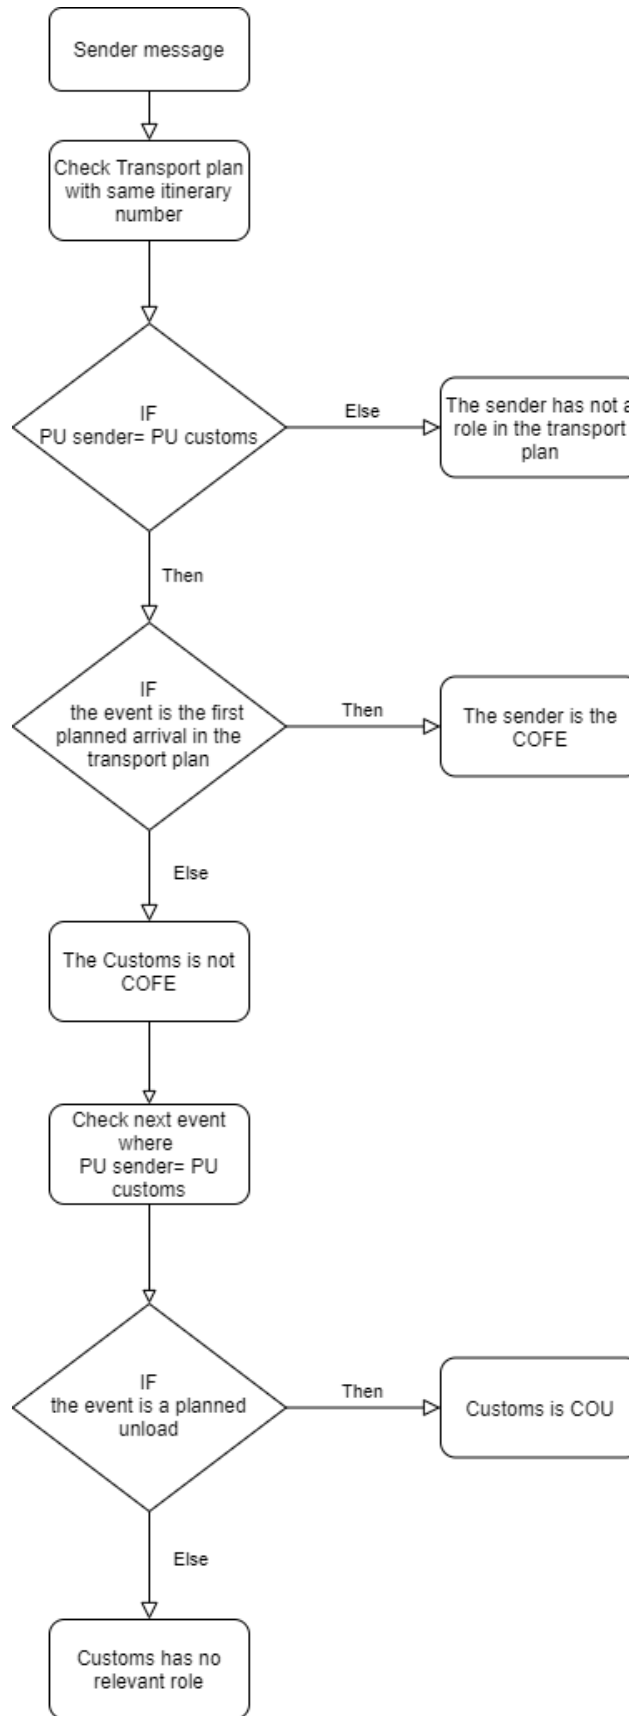 Sender message
Check Transport plan
with same itinerary
number
IF
PU sender= PU customs
Else
The sender has not a
role in the transport
plan
Then
IF
the event is the first
planned arrival in the
transport plan
Then
The sender is the
COFE
Else
The Customs is not
COFE
Check next event
where
PU sender= PU
customs
IF
the event is a planned
unload
Then
Customs is COU
Else
Customs has no
relevant role